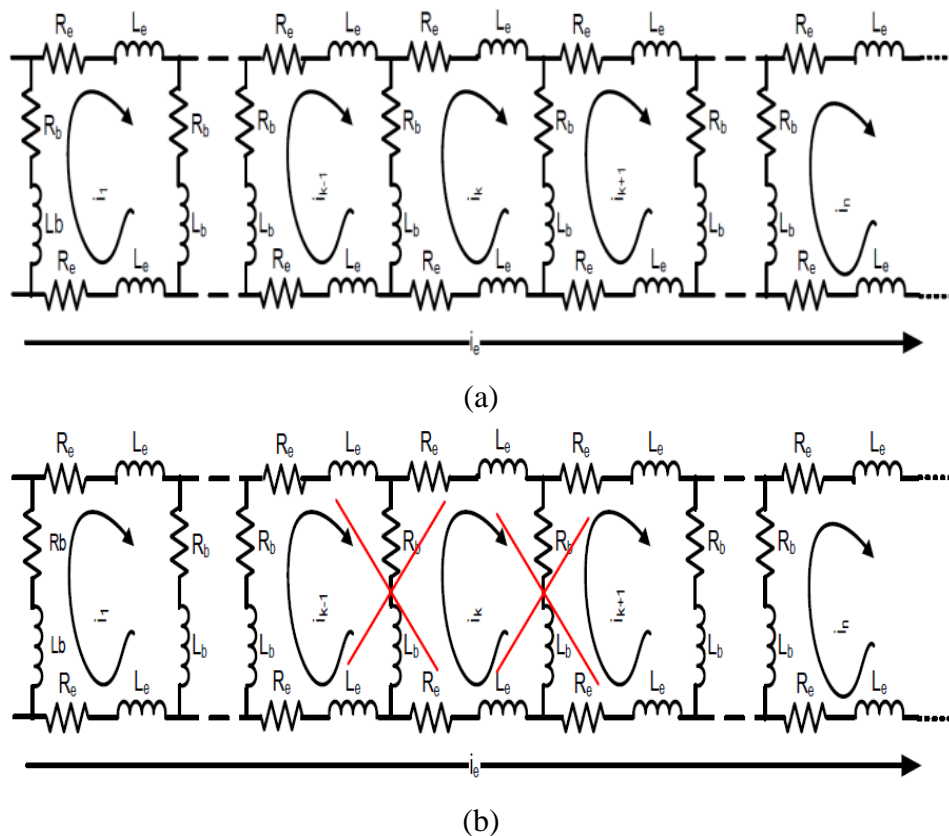 Re Le Re Le Re Le Re Le Re Le
Rb Rb Rb Rb Rb Rb Rb
i1 ik-1 ik ik+1 in
Lb Lb Lb Lb Lb Lb Lb
Re Le Re Le Re Le Re Le Re Le
ie
(a)
Re Le Re Le Re Le Re Le Re Le
Rb Rb Rb Rb Rb Rb Rb
i1 ik-1 ik ik+1 in
Lb Lb Lb Lb Lb Lb Lb
Re Le Re Le Re Le Re Le Re Le
ie
(b)